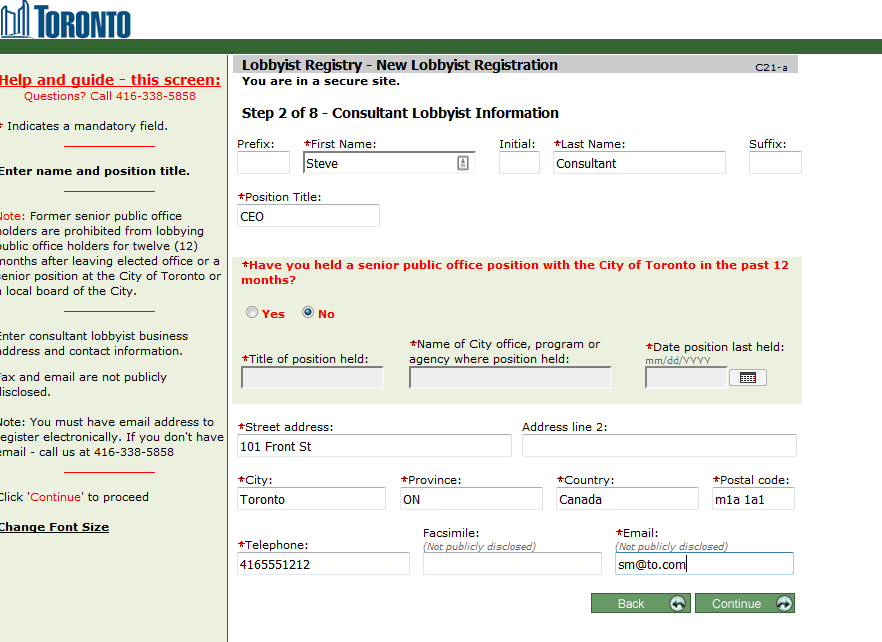 TORONTO
Help and guide - this screen:
Questions? Call 416-338-5858
* Indicates a mandatory field.
Enter name and position title.
Note: Former senior public office
holders are prohibited from lobbying
public office holders for twelve (12)
months after leaving elected office or a
senior position at the City of Toronto or
a local board of the City.
Enter consultant lobbyist business
address and contact information.
Fax and email are not publicly
disclosed.
Note: You must have email address to
register electronically. If you don't have
email - call us at 416-338-5858
Click 'Continue' to proceed
Change Font Size
Lobbyist Registry - New Lobbyist Registration
C21-a
You are in a secure site.
Step 2 of 8 - Consultant Lobbyist Information
Prefix: *First Name: Initial: *Last Name: Suffix:
Steve Consultant
*Position Title:
CEO
*Have you held a senior public office position with the City of Toronto in the past 12
months?
Yes No
*Title of position held: *Name of City office, program or
agency where position held: *Date position last held:
mm/dd/YYYY
*Street address: Address line 2:
101 Front St
*City: *Province: *Country: *Postal code:
Toronto ON Canada m1a 1a1
*Telephone: Facsimile: *Email:
(Not publicly disclosed) (Not publicly disclosed)
4165551212 sm@to.com
Back Continue